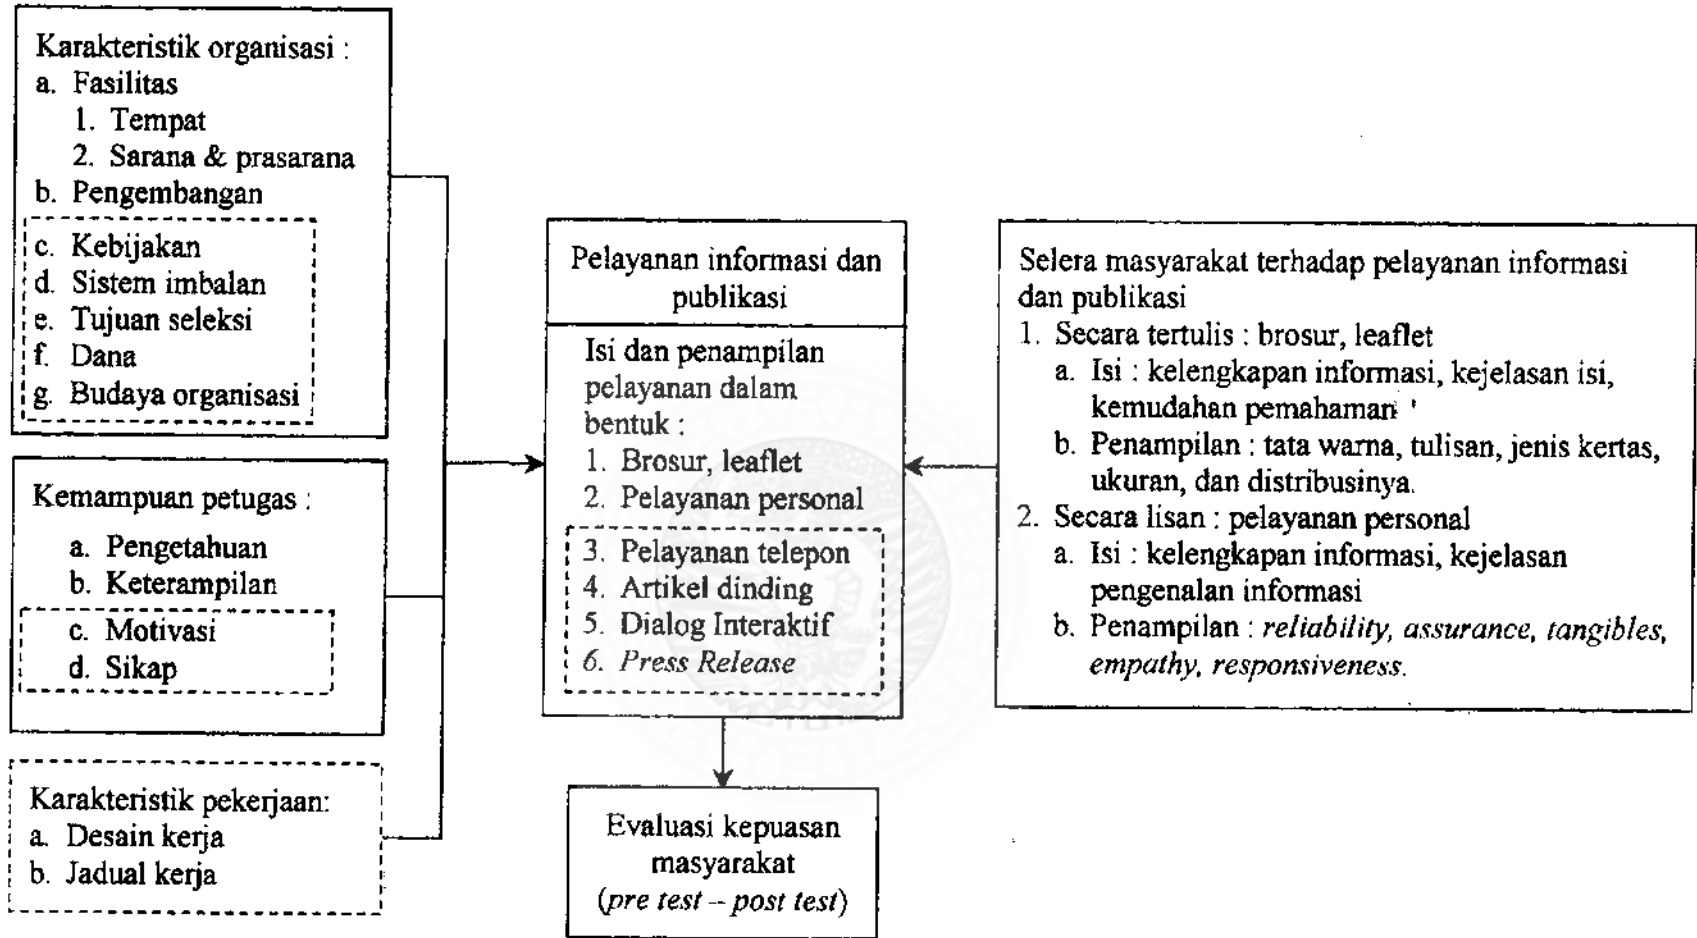 Karakteristik organisasi :
a. Fasilitas
1. Tempat
2. Sarana & prasarana
b. Pengembangan
c. Kebijakan
d. Sistem imbalan
e. Tujuan seleksi
f. Dana
g. Budaya organisasi
Kemampuan petugas :
a. Pengetahuan
b. Keterampilan
c. Motivasi
d. Sikap
Karakteristik pekerjaan:
a. Desain kerja
b. Jadual kerja
Pelayanan informasi dan
publikasi
Isi dan penampilan
pelayanan dalam
bentuk :
1. Brosur, leaflet
2. Pelayanan personal
3. Pelayanan telepon
4. Artikel dinding
5. Dialog Interaktif
6. Press Release
Evaluasi kepuasan
masyarakat
(pre test – post test)
Selera masyarakat terhadap pelayanan informasi
dan publikasi
1. Secara tertulis : brosur, leaflet
a. Isi : kelengkapan informasi, kejelasan isi,
kemudahan pemahaman
b. Penampilan : tata warna, tulisan, jenis kertas,
ukuran, dan distribusinya.
2. Secara lisan : pelayanan personal
a. Isi : kelengkapan informasi, kejelasan
pengenalan informasi
b. Penampilan : reliability, assurance, tangibles,
empathy, responsiveness.